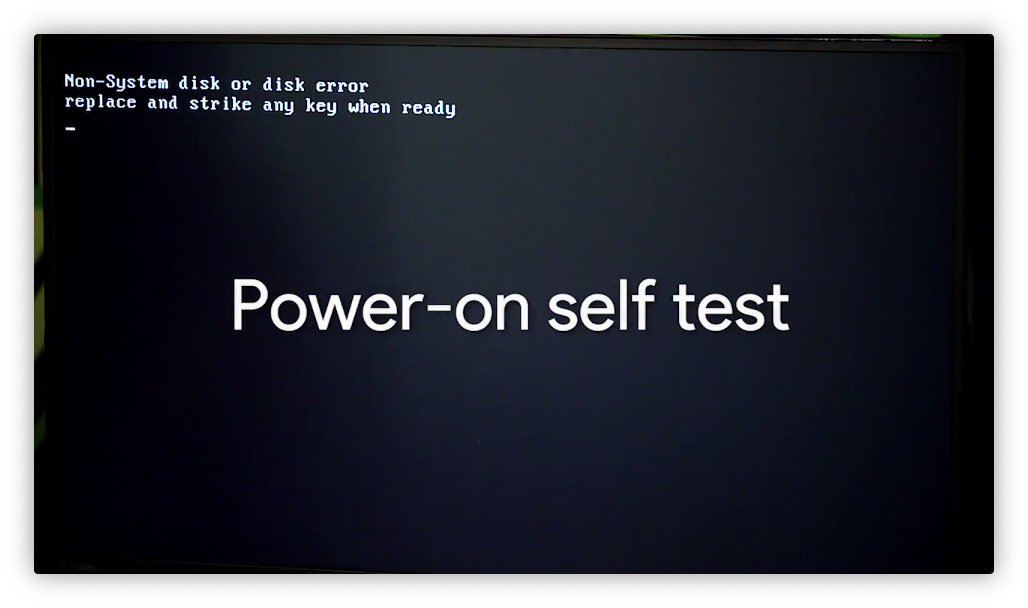 Non-System disk or disk error
replace and strike any key when ready
Power-on self test